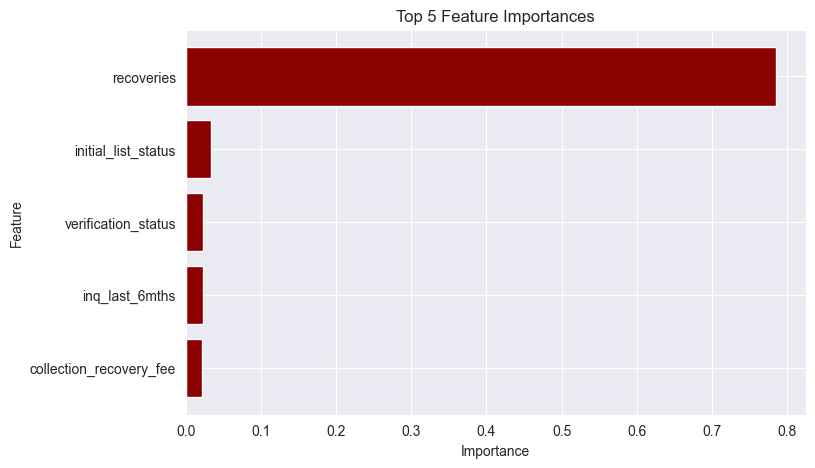 Top 5 Feature Importances
recoveries
initial_list_status
verification_status
inq_last_6mths
collection_recovery_fee
Feature
0.0 0.1 0.2 0.3 0.4 0.5 0.6 0.7 0.8
Importance